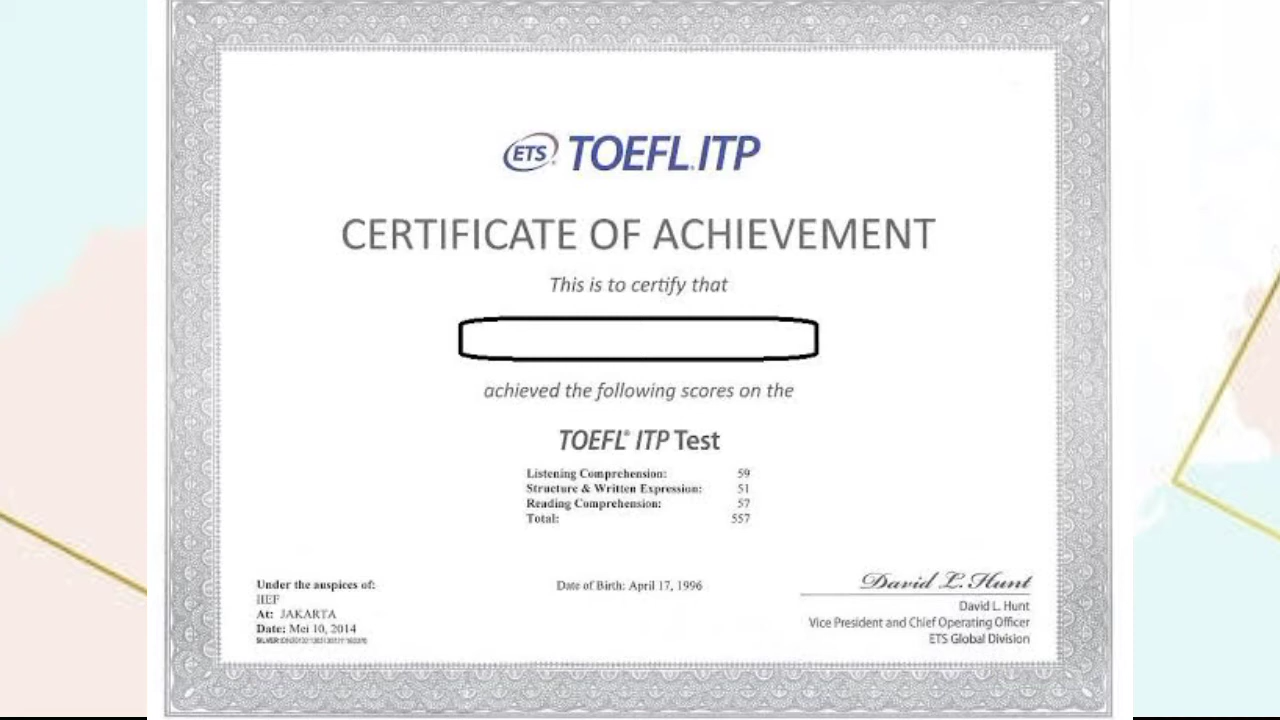 ETS TOEFL ITP
CERTIFICATE OF ACHIEVEMENT
This is to certify that
achieved the following scores on the
TOEFL® ITP Test
Listening Comprehension: 59
Structure & Written Expression: 51
Reading Comprehension: 57
Total: 557
Under the auspices of:
IIEF
At: JAKARTA
Date: Mei 10, 2014
SILVER
Date of Birth: April 17, 1996
David L. Hunt
David L. Hunt
Vice President and Chief Operating Officer
ETS Global Division